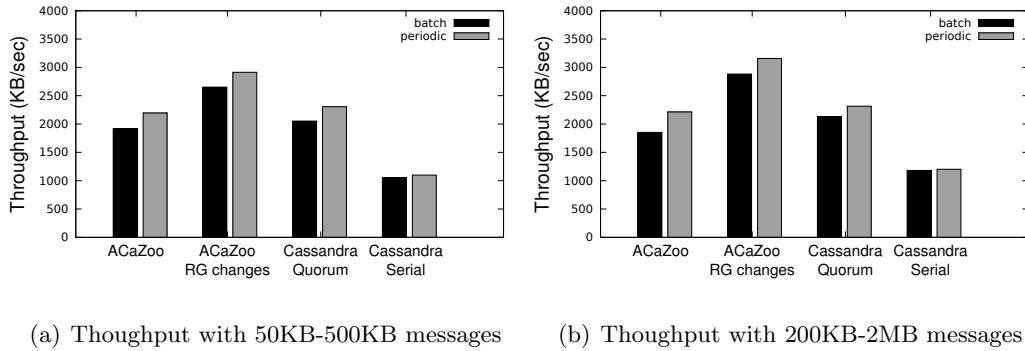 4000
3500
3000
2500
2000
1500
1000
500
0
Throughput (KB/sec)
batch
periodic
ACaZoo
ACaZoo
RG changes
Cassandra
Quorum
Cassandra
Serial
(a) Thoughput with 50KB-500KB messages
4000
3500
3000
2500
2000
1500
1000
500
0
Throughput (KB/sec)
batch
periodic
ACaZoo
ACaZoo
RG changes
Cassandra
Quorum
Cassandra
Serial
(b) Thoughput with 200KB-2MB messages